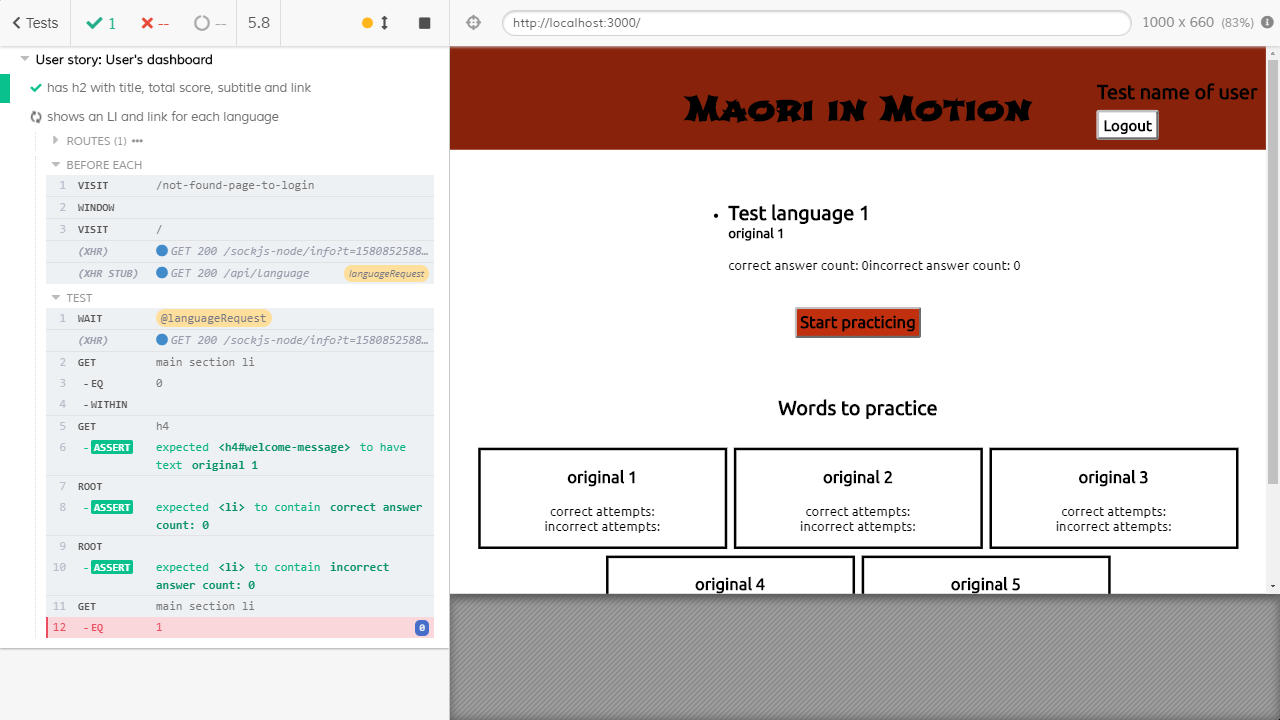 Tests
1
--
--
5.8
http://localhost:3000/
1000 x 660 (83%)
User story: User's dashboard
has h2 with title, total score, subtitle and link
shows an LI and link for each language
ROUTES (1)
BEFORE EACH
1 VISIT /not-found-page-to-login
2 WINDOW
3 VISIT /
(XHR) GET 200 /sockjs-node/info?t=1580852588…
(XHR STUB) GET 200 /api/language languageRequest
TEST
1 WAIT @languageRequest
(XHR) GET 200 /sockjs-node/info?t=1580852588…
2 GET main section li
3 - EQ 0
4 - WITHIN
5 GET h4
6 - ASSERT expected <h4#welcome-message> to have
text original 1
7 ROOT
8 - ASSERT expected <li> to contain correct answer
count: 0
9 ROOT
10 - ASSERT expected <li> to contain incorrect
answer count: 0
11 GET main section li
12 - EQ 1 0
Maori in Motion
Test name of user
Logout
Test language 1
original 1
correct answer count: 0incorrect answer count: 0
Start practicing
Words to practice
original 1
correct attempts:
incorrect attempts:
original 2
correct attempts:
incorrect attempts:
original 3
correct attempts:
incorrect attempts:
original 4
original 5